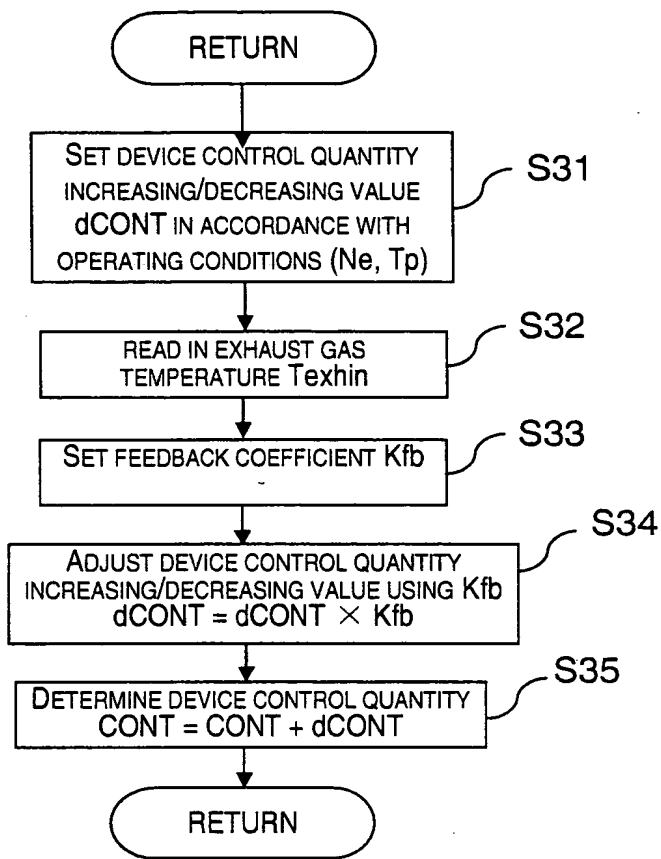 RETURN
SET DEVICE CONTROL QUANTITY
INCREASING/DECREASING VALUE
dCONT IN ACCORDANCE WITH
OPERATING CONDITIONS (Ne, Tp)
S31
READ IN EXHAUST GAS
TEMPERATURE Texhin
S32
SET FEEDBACK COEFFICIENT Kfb
S33
ADJUST DEVICE CONTROL QUANTITY
INCREASING/DECREASING VALUE USING Kfb
dCONT = dCONT × Kfb
S34
DETERMINE DEVICE CONTROL QUANTITY
CONT = CONT + dCONT
S35
RETURN